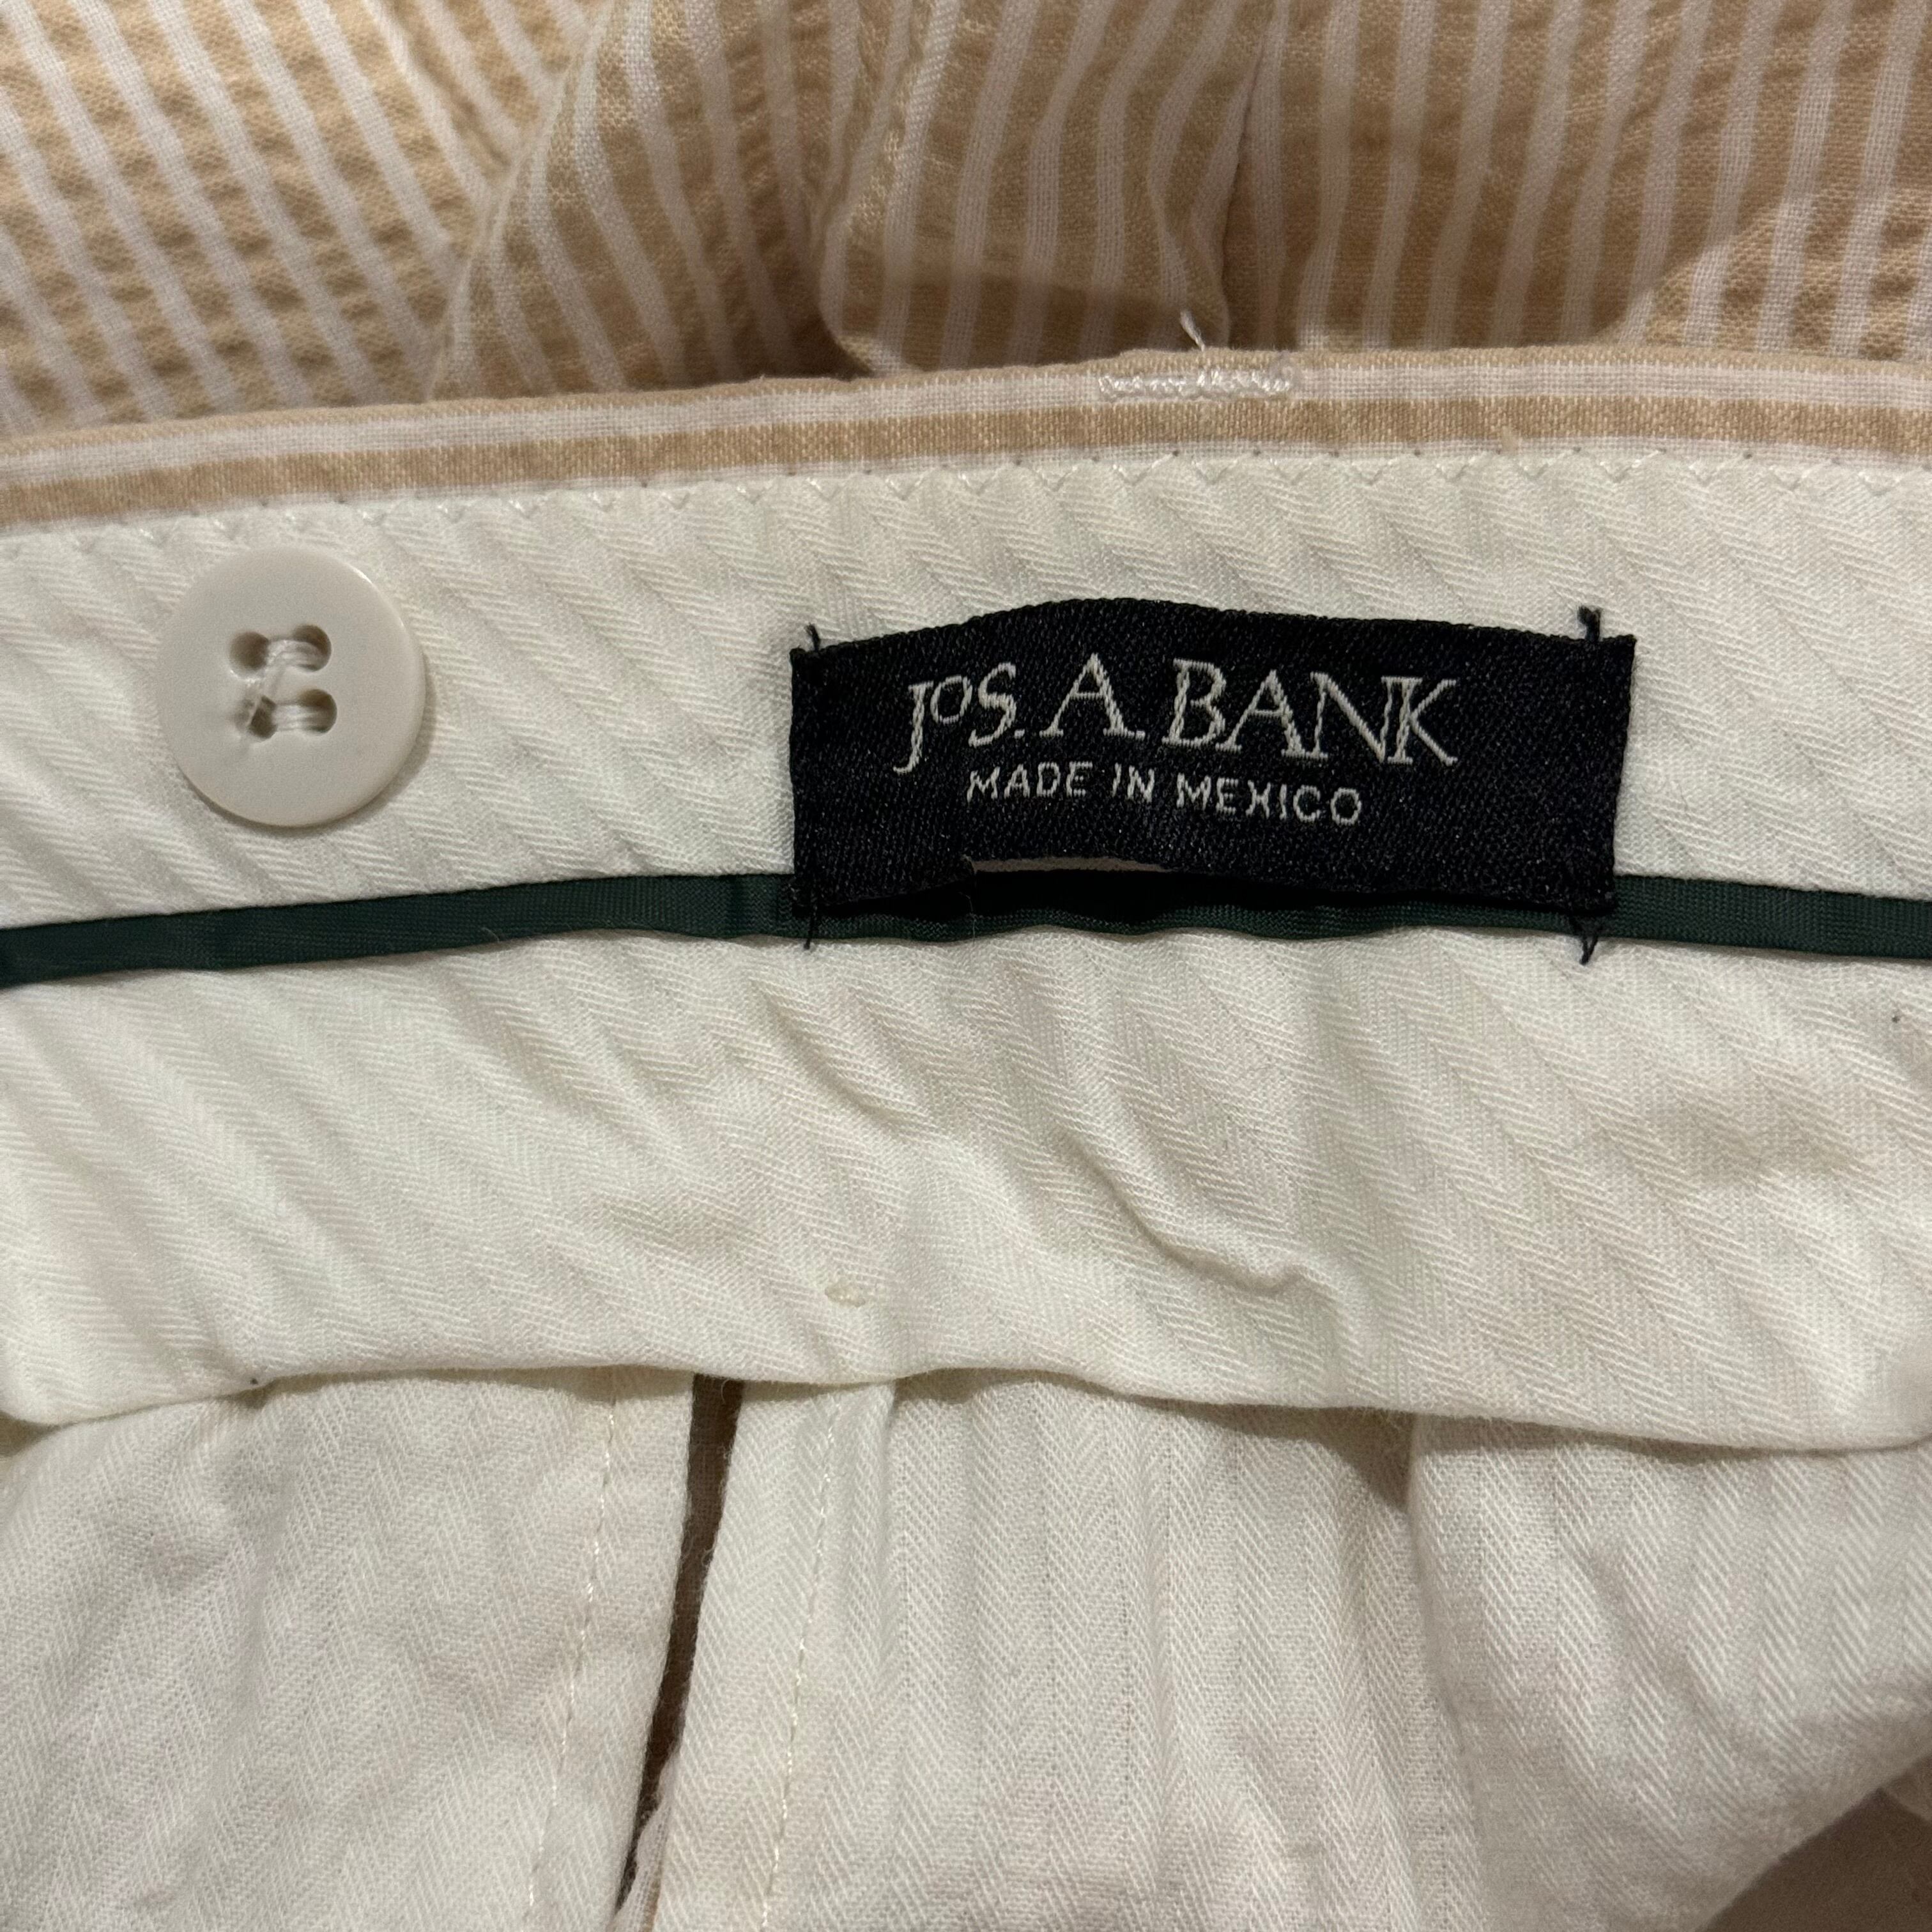 JOS. A. BANK
MADE IN MEXICO